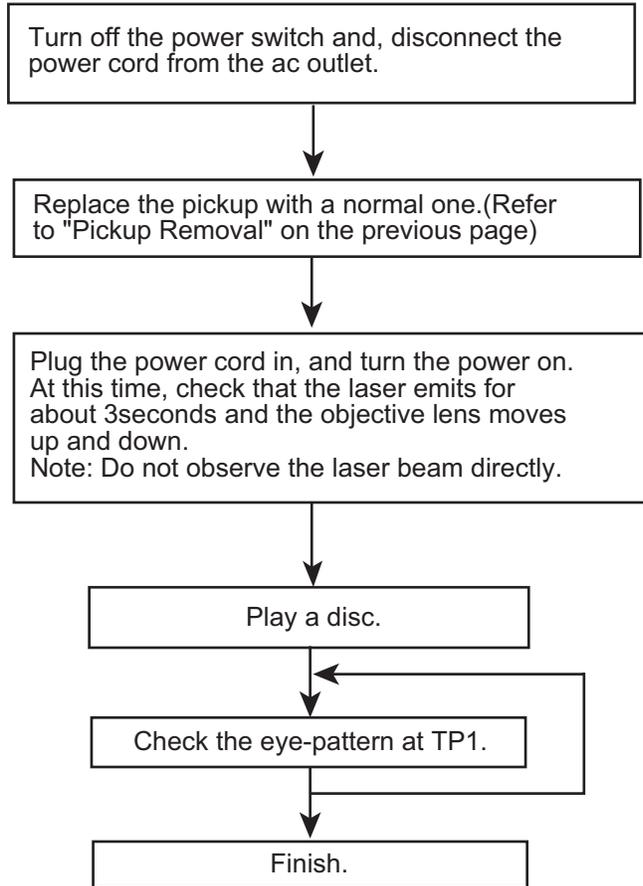 Turn off the power switch and, disconnect the
power cord from the ac outlet.
Replace the pickup with a normal one.(Refer
to "Pickup Removal" on the previous page)
Plug the power cord in, and turn the power on.
At this time, check that the laser emits for
about 3seconds and the objective lens moves
up and down.
Note: Do not observe the laser beam directly.
Play a disc.
Check the eye-pattern at TP1.
Finish.